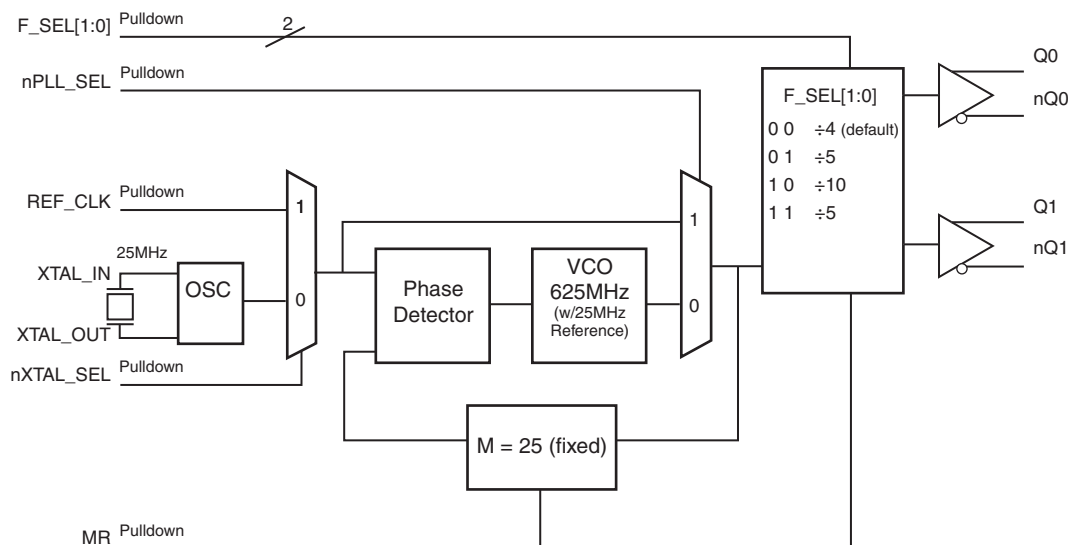 F_SEL[1:0] Pulldown
2
nPLL_SEL Pulldown
REF_CLK Pulldown
25MHz
XTAL_IN
OSC
XTAL_OUT
nXTAL_SEL Pulldown
1
0
Phase
Detector
VCO
625MHz
(w/25MHz
Reference)
1
0
M = 25 (fixed)
F_SEL[1:0]
0 0 ÷4 (default)
0 1 ÷5
1 0 ÷10
1 1 ÷5
Q0
nQ0
Q1
nQ1
MR Pulldown